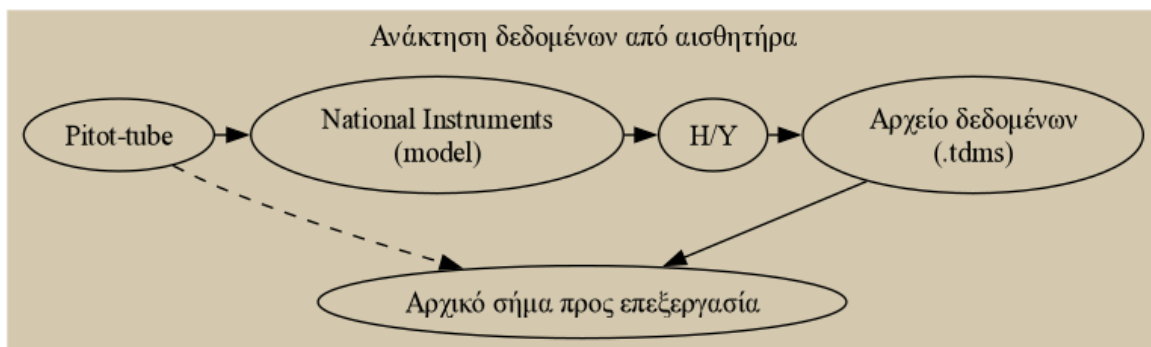 Ανάκτηση δεδομένων από αισθητήρα
Pitot-tube
National Instruments
(model)
Η/Υ
Αρχείο δεδομένων
(.tdms)
Αρχικό σήμα προς επεξεργασία